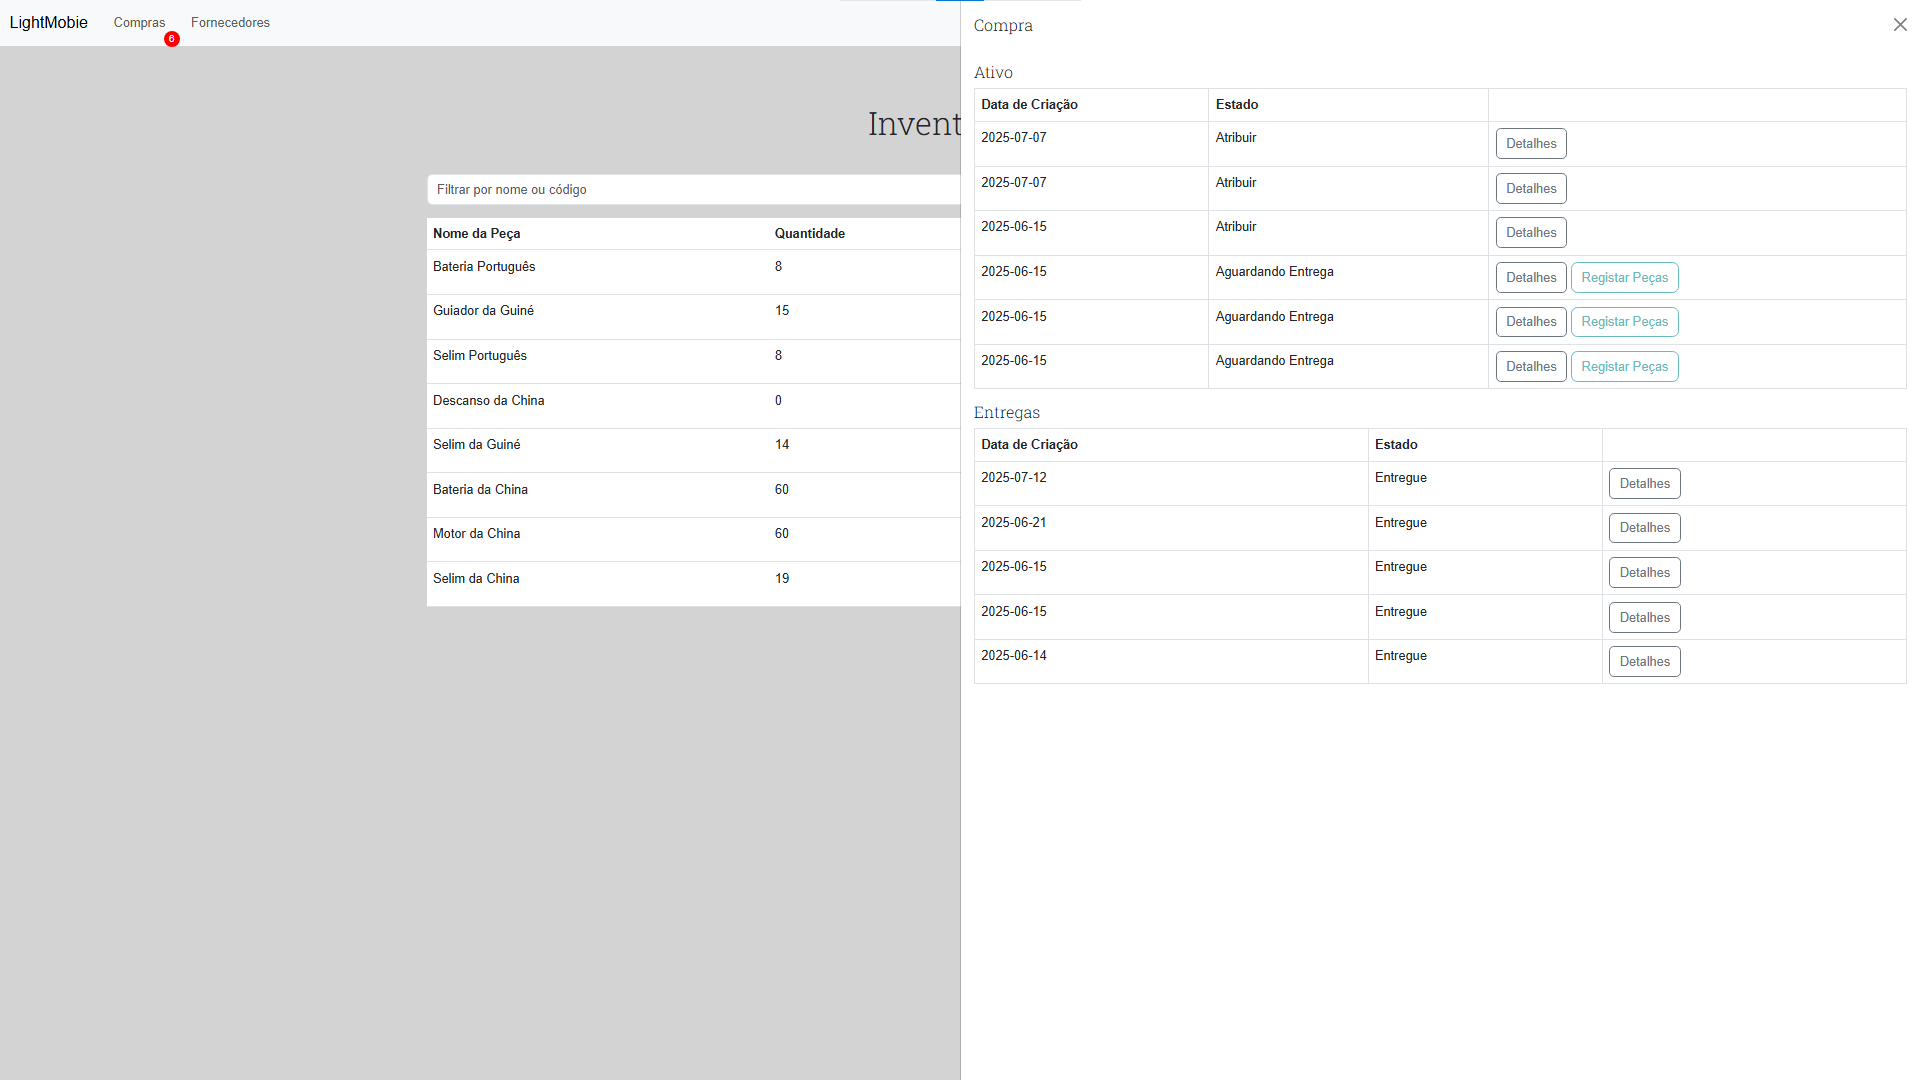 LightMobie Compras 6 Fornecedores
Invent
Filtrar por nome ou código
Nome da Peça Quantidade
Bateria Português 8
Guiador da Guiné 15
Selim Português 8
Descanso da China 0
Selim da Guiné 14
Bateria da China 60
Motor da China 60
Selim da China 19
Compra
Ativo
Data de Criação Estado
2025-07-07 Atribuir Detalhes
2025-07-07 Atribuir Detalhes
2025-06-15 Atribuir Detalhes
2025-06-15 Aguardando Entrega Detalhes Registar Peças
2025-06-15 Aguardando Entrega Detalhes Registar Peças
2025-06-15 Aguardando Entrega Detalhes Registar Peças
Entregas
Data de Criação Estado
2025-07-12 Entregue Detalhes
2025-06-21 Entregue Detalhes
2025-06-15 Entregue Detalhes
2025-06-15 Entregue Detalhes
2025-06-14 Entregue Detalhes